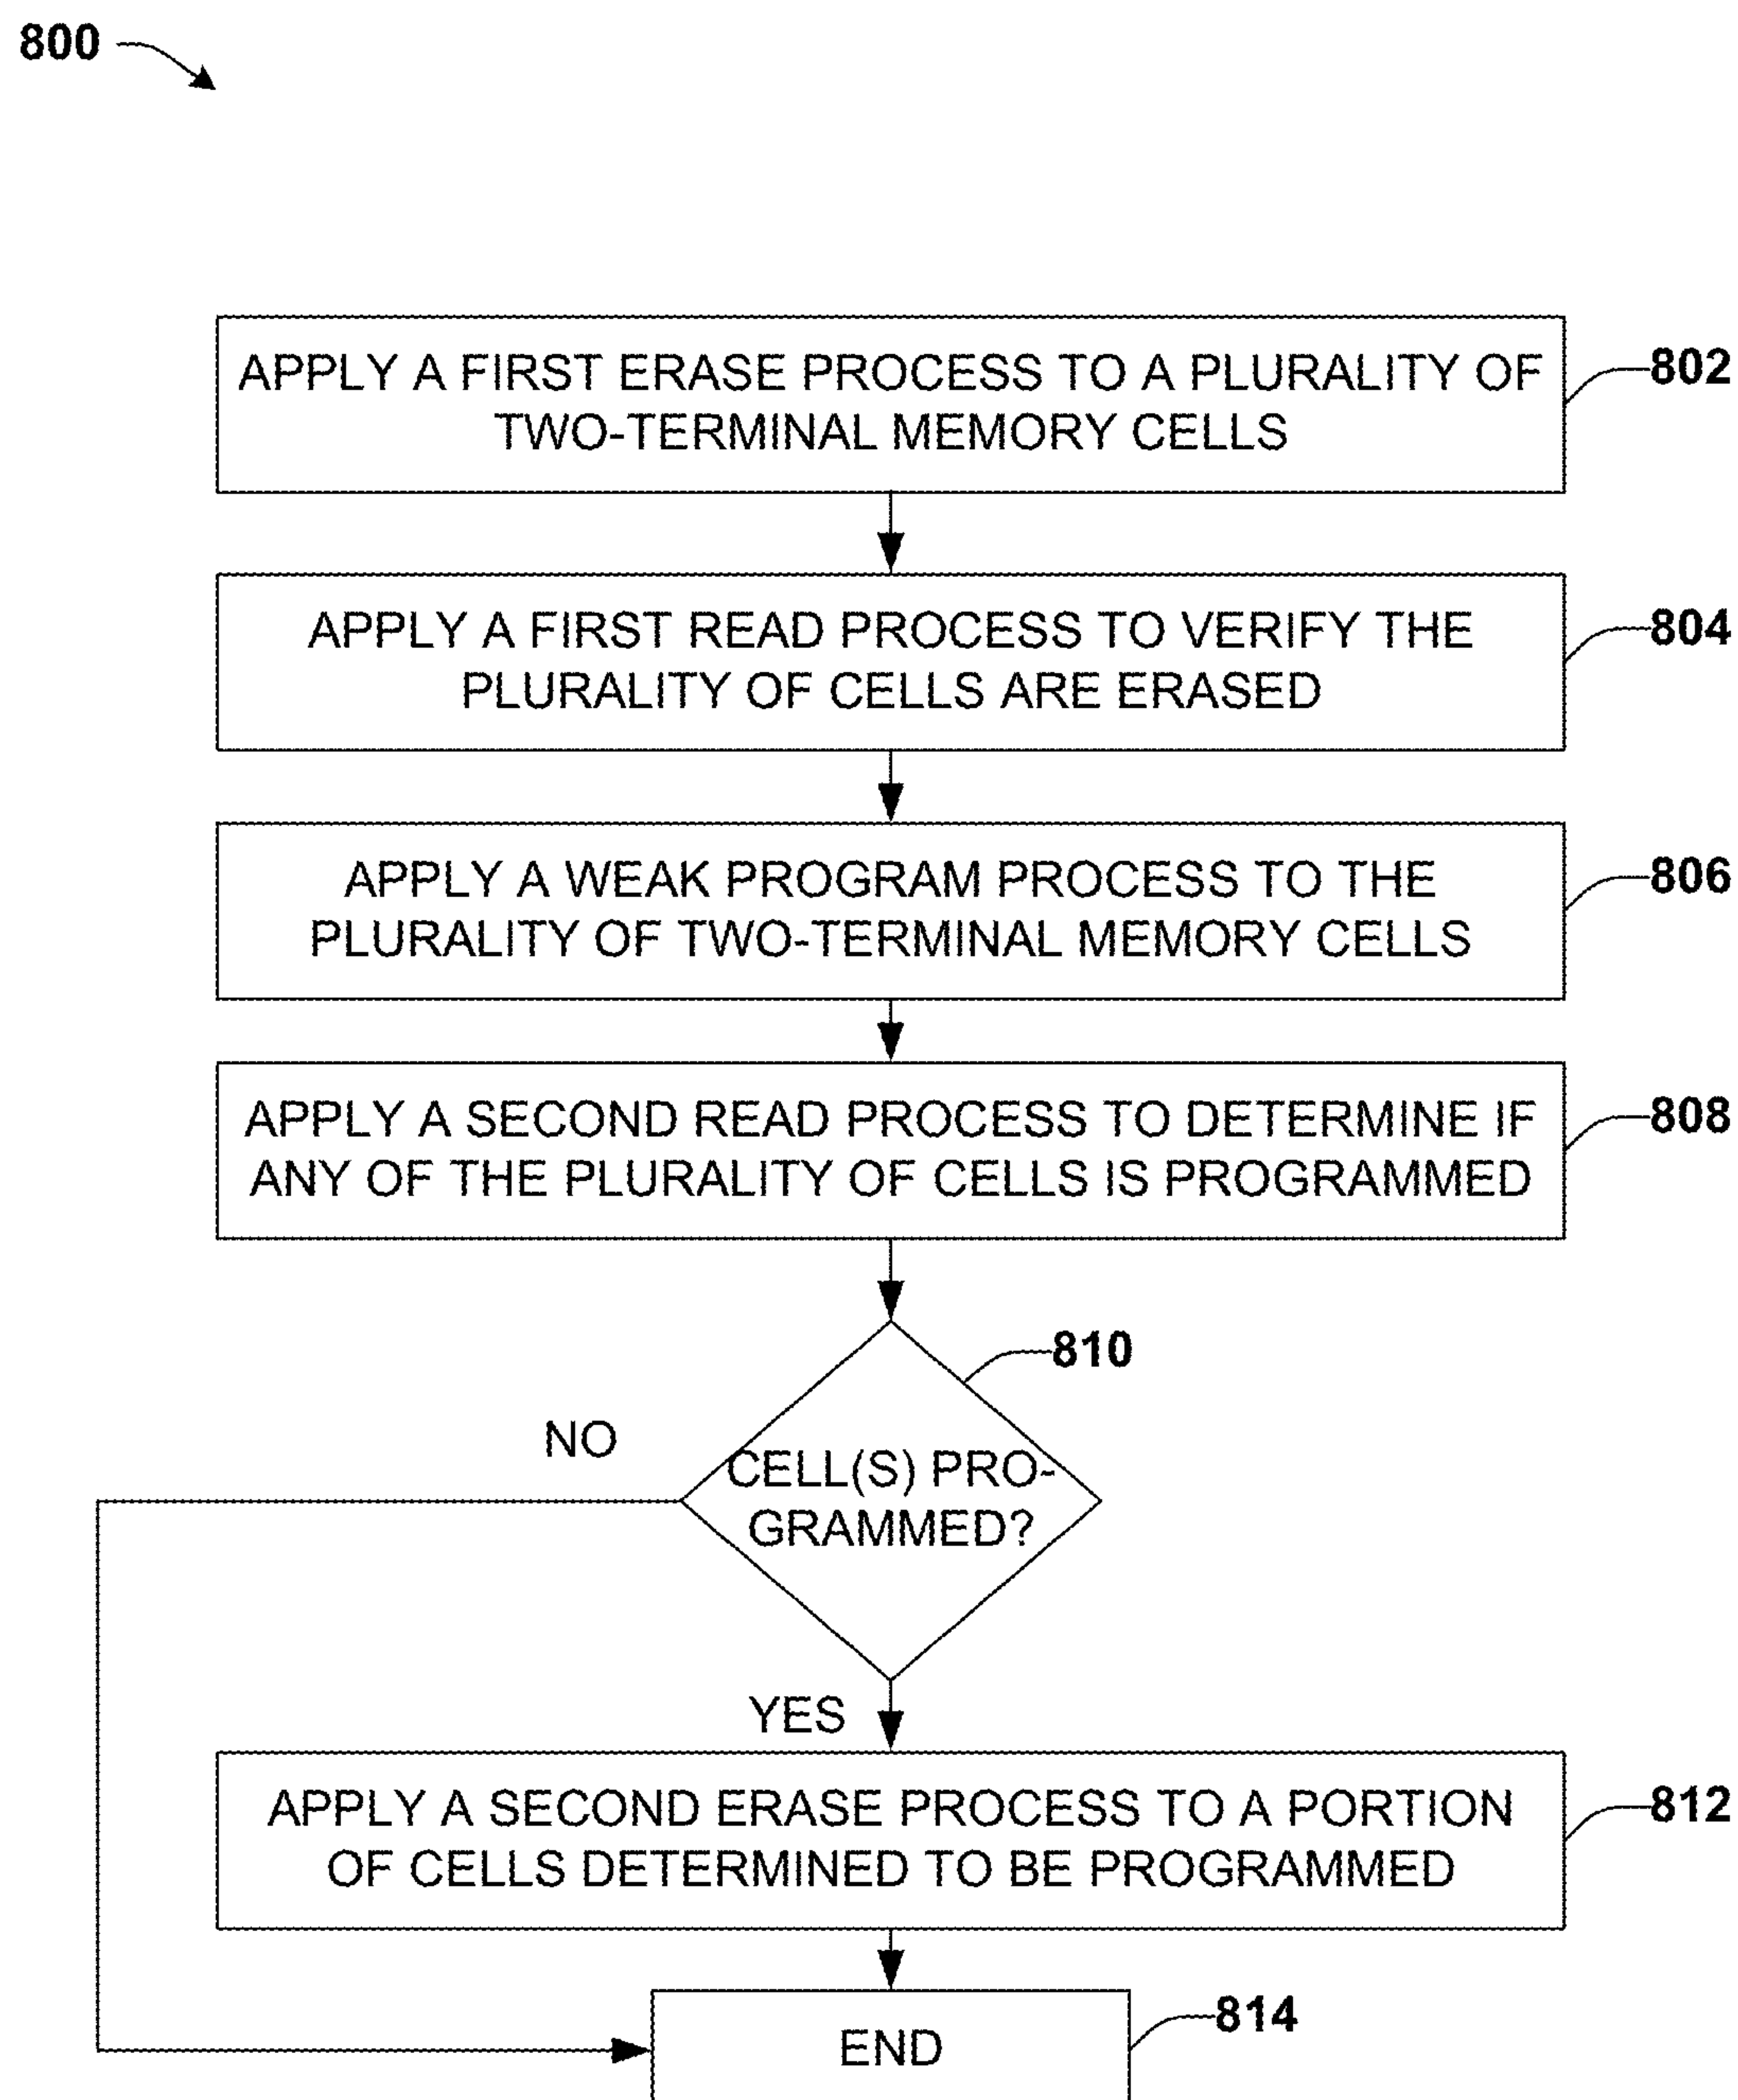 800
APPLY A FIRST ERASE PROCESS TO A PLURALITY OF
TWO-TERMINAL MEMORY CELLS
802
APPLY A FIRST READ PROCESS TO VERIFY THE
PLURALITY OF CELLS ARE ERASED
804
APPLY A WEAK PROGRAM PROCESS TO THE
PLURALITY OF TWO-TERMINAL MEMORY CELLS
806
APPLY A SECOND READ PROCESS TO DETERMINE IF
ANY OF THE PLURALITY OF CELLS IS PROGRAMMED
808
810
NO
CELL(S) PRO-
GRAMMED?
YES
APPLY A SECOND ERASE PROCESS TO A PORTION
OF CELLS DETERMINED TO BE PROGRAMMED
812
END
814